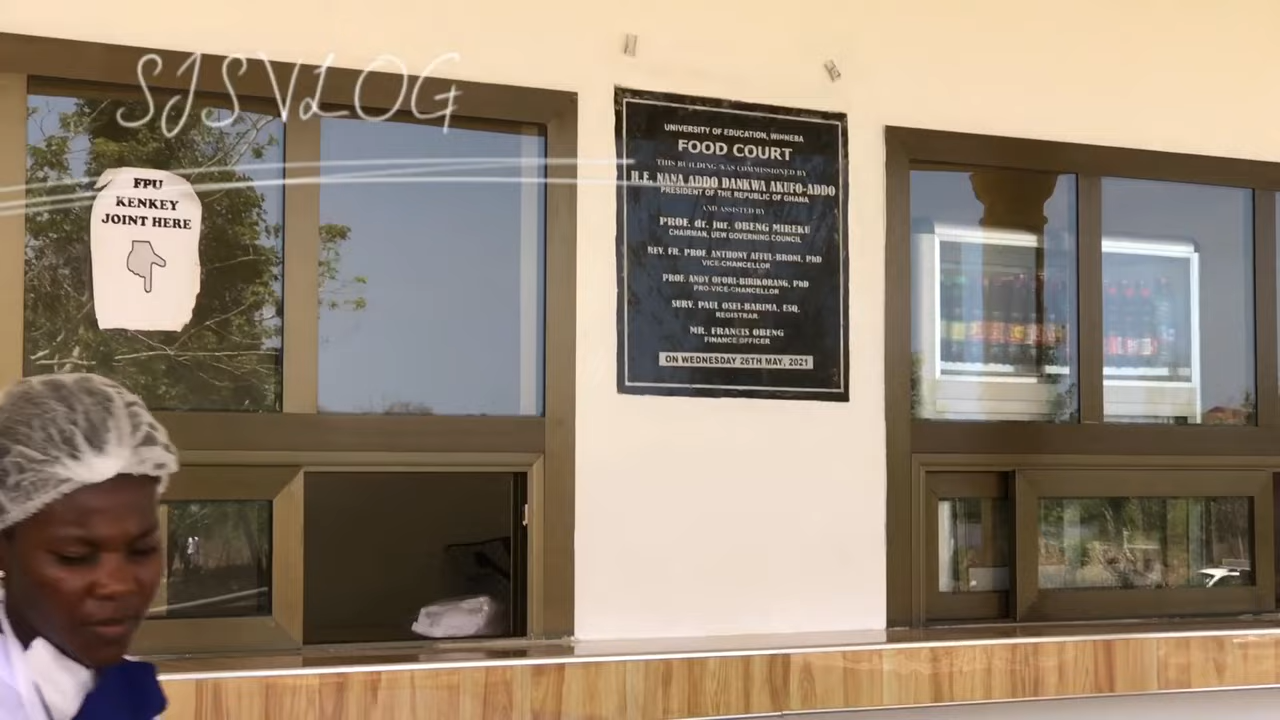 SJS VLOG
FPU
KENKEY
JOINT HERE
UNIVERSITY OF EDUCATION, WINNEBA
FOOD COURT
THIS BUILDING WAS COMMISSIONED BY
H.E. NANA ADDO DANKWA AKUFO-ADDO
PRESIDENT OF THE REPUBLIC OF GHANA
AND ASSISTED BY
PROF. dr. jur. OBENG MIREKU
CHAIRMAN, UEW GOVERNING COUNCIL
REV. FR. PROF. ANTHONY AFFUL-BRONI, PhD
VICE-CHANCELLOR
PROF. ANDY OFORI-BIRIKORANG, PhD
PRO-VICE-CHANCELLOR
SURV. PAUL OSEI-BARIMA, ESQ.
REGISTRAR
MR. FRANCIS OBENG
FINANCE OFFICER
ON WEDNESDAY 26TH MAY, 2021